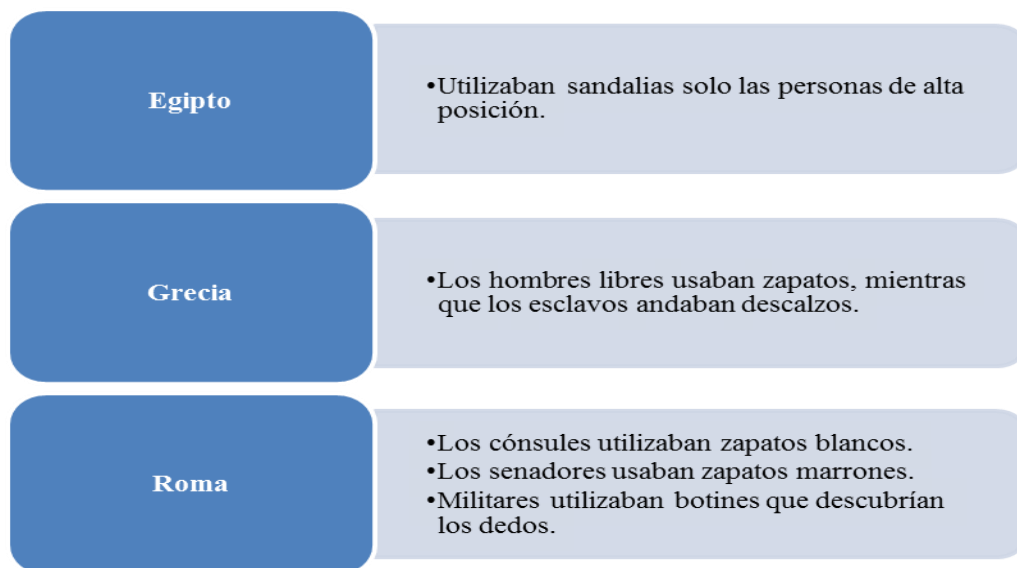 Egipto
•Utilizaban sandalias solo las personas de alta
posición.
Grecia
•Los hombres libres usaban zapatos, mientras
que los esclavos andaban descalzos.
Roma
•Los cónsules utilizaban zapatos blancos.
•Los senadores usaban zapatos marrones.
•Militares utilizaban botines que descubrían
los dedos.